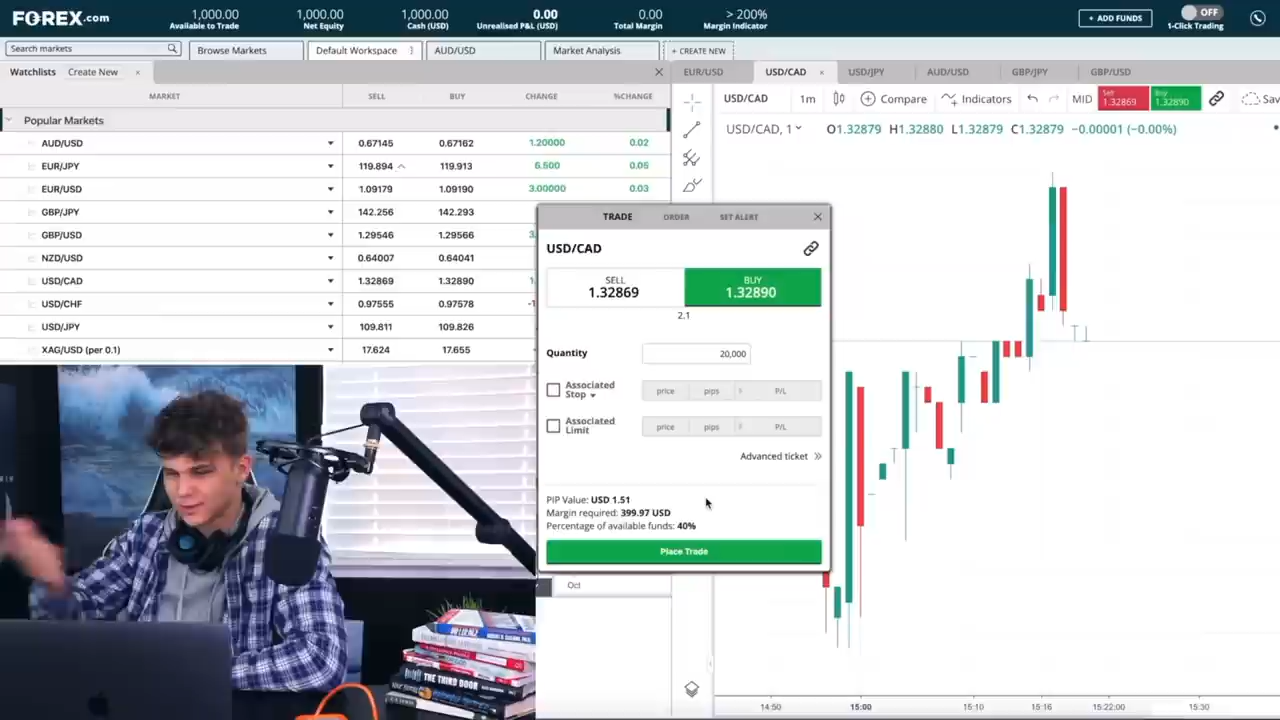 FOREX.com
1,000.00 Available to Trade
1,000.00 Net Equity
1,000.00 Cash (USD)
0.00 Unrealised P&L (USD)
0.00 Total Margin
> 200% Margin Indicator
+ ADD FUNDS
OFF
1-Click Trading
Search markets
Browse Markets
Default Workspace
AUD/USD
Market Analysis
+ CREATE NEW
Watchlists Create New ×
EUR/USD USD/CAD × USD/JPY AUD/USD GBP/JPY GBP/USD
MARKET SELL BUY CHANGE %CHANGE
Popular Markets
AUD/USD 0.67145 0.67162 1.20000 0.02
EUR/JPY 119.894 119.913 6.500 0.05
EUR/USD 1.09179 1.09190 3.00000 0.03
GBP/JPY 142.256 142.293
GBP/USD 1.29546 1.29566 3.
NZD/USD 0.64007 0.64041
USD/CAD 1.32869 1.32890 1
USD/CHF 0.97555 0.97578 -1
USD/JPY 109.811 109.826
XAG/USD (per 0.1) 17.624 17.655
USD/CAD 1m Compare Indicators MID Sell 1.32869 Buy 1.32890 Sav
USD/CAD, 1 O1.32879 H1.32880 L1.32879 C1.32879 −0.00001 (−0.00%)
TRADE ORDER SET ALERT ×
USD/CAD
SELL 1.32869
BUY 1.32890
2.1
Quantity 20,000
Associated Stop price pips P/L
Associated Limit price pips P/L
Advanced ticket »
PIP Value: USD 1.51
Margin required: 399.97 USD
Percentage of available funds: 40%
Place Trade
Oct
THE THIRD DOOR
14:50 15:00 15:10 15:16 15:22:00 15:30